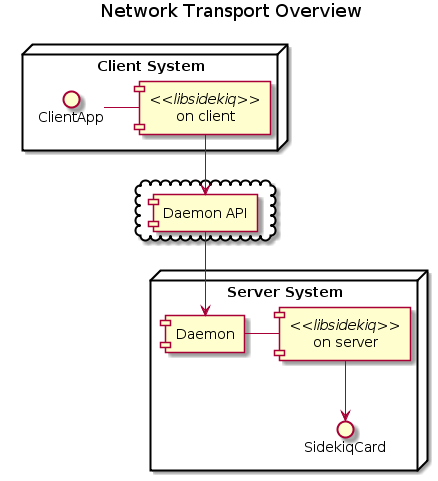 Network Transport Overview
Client System
ClientApp
<<libsidekiq>>
on client
Daemon API
Server System
Daemon
<<libsidekiq>>
on server
SidekiqCard